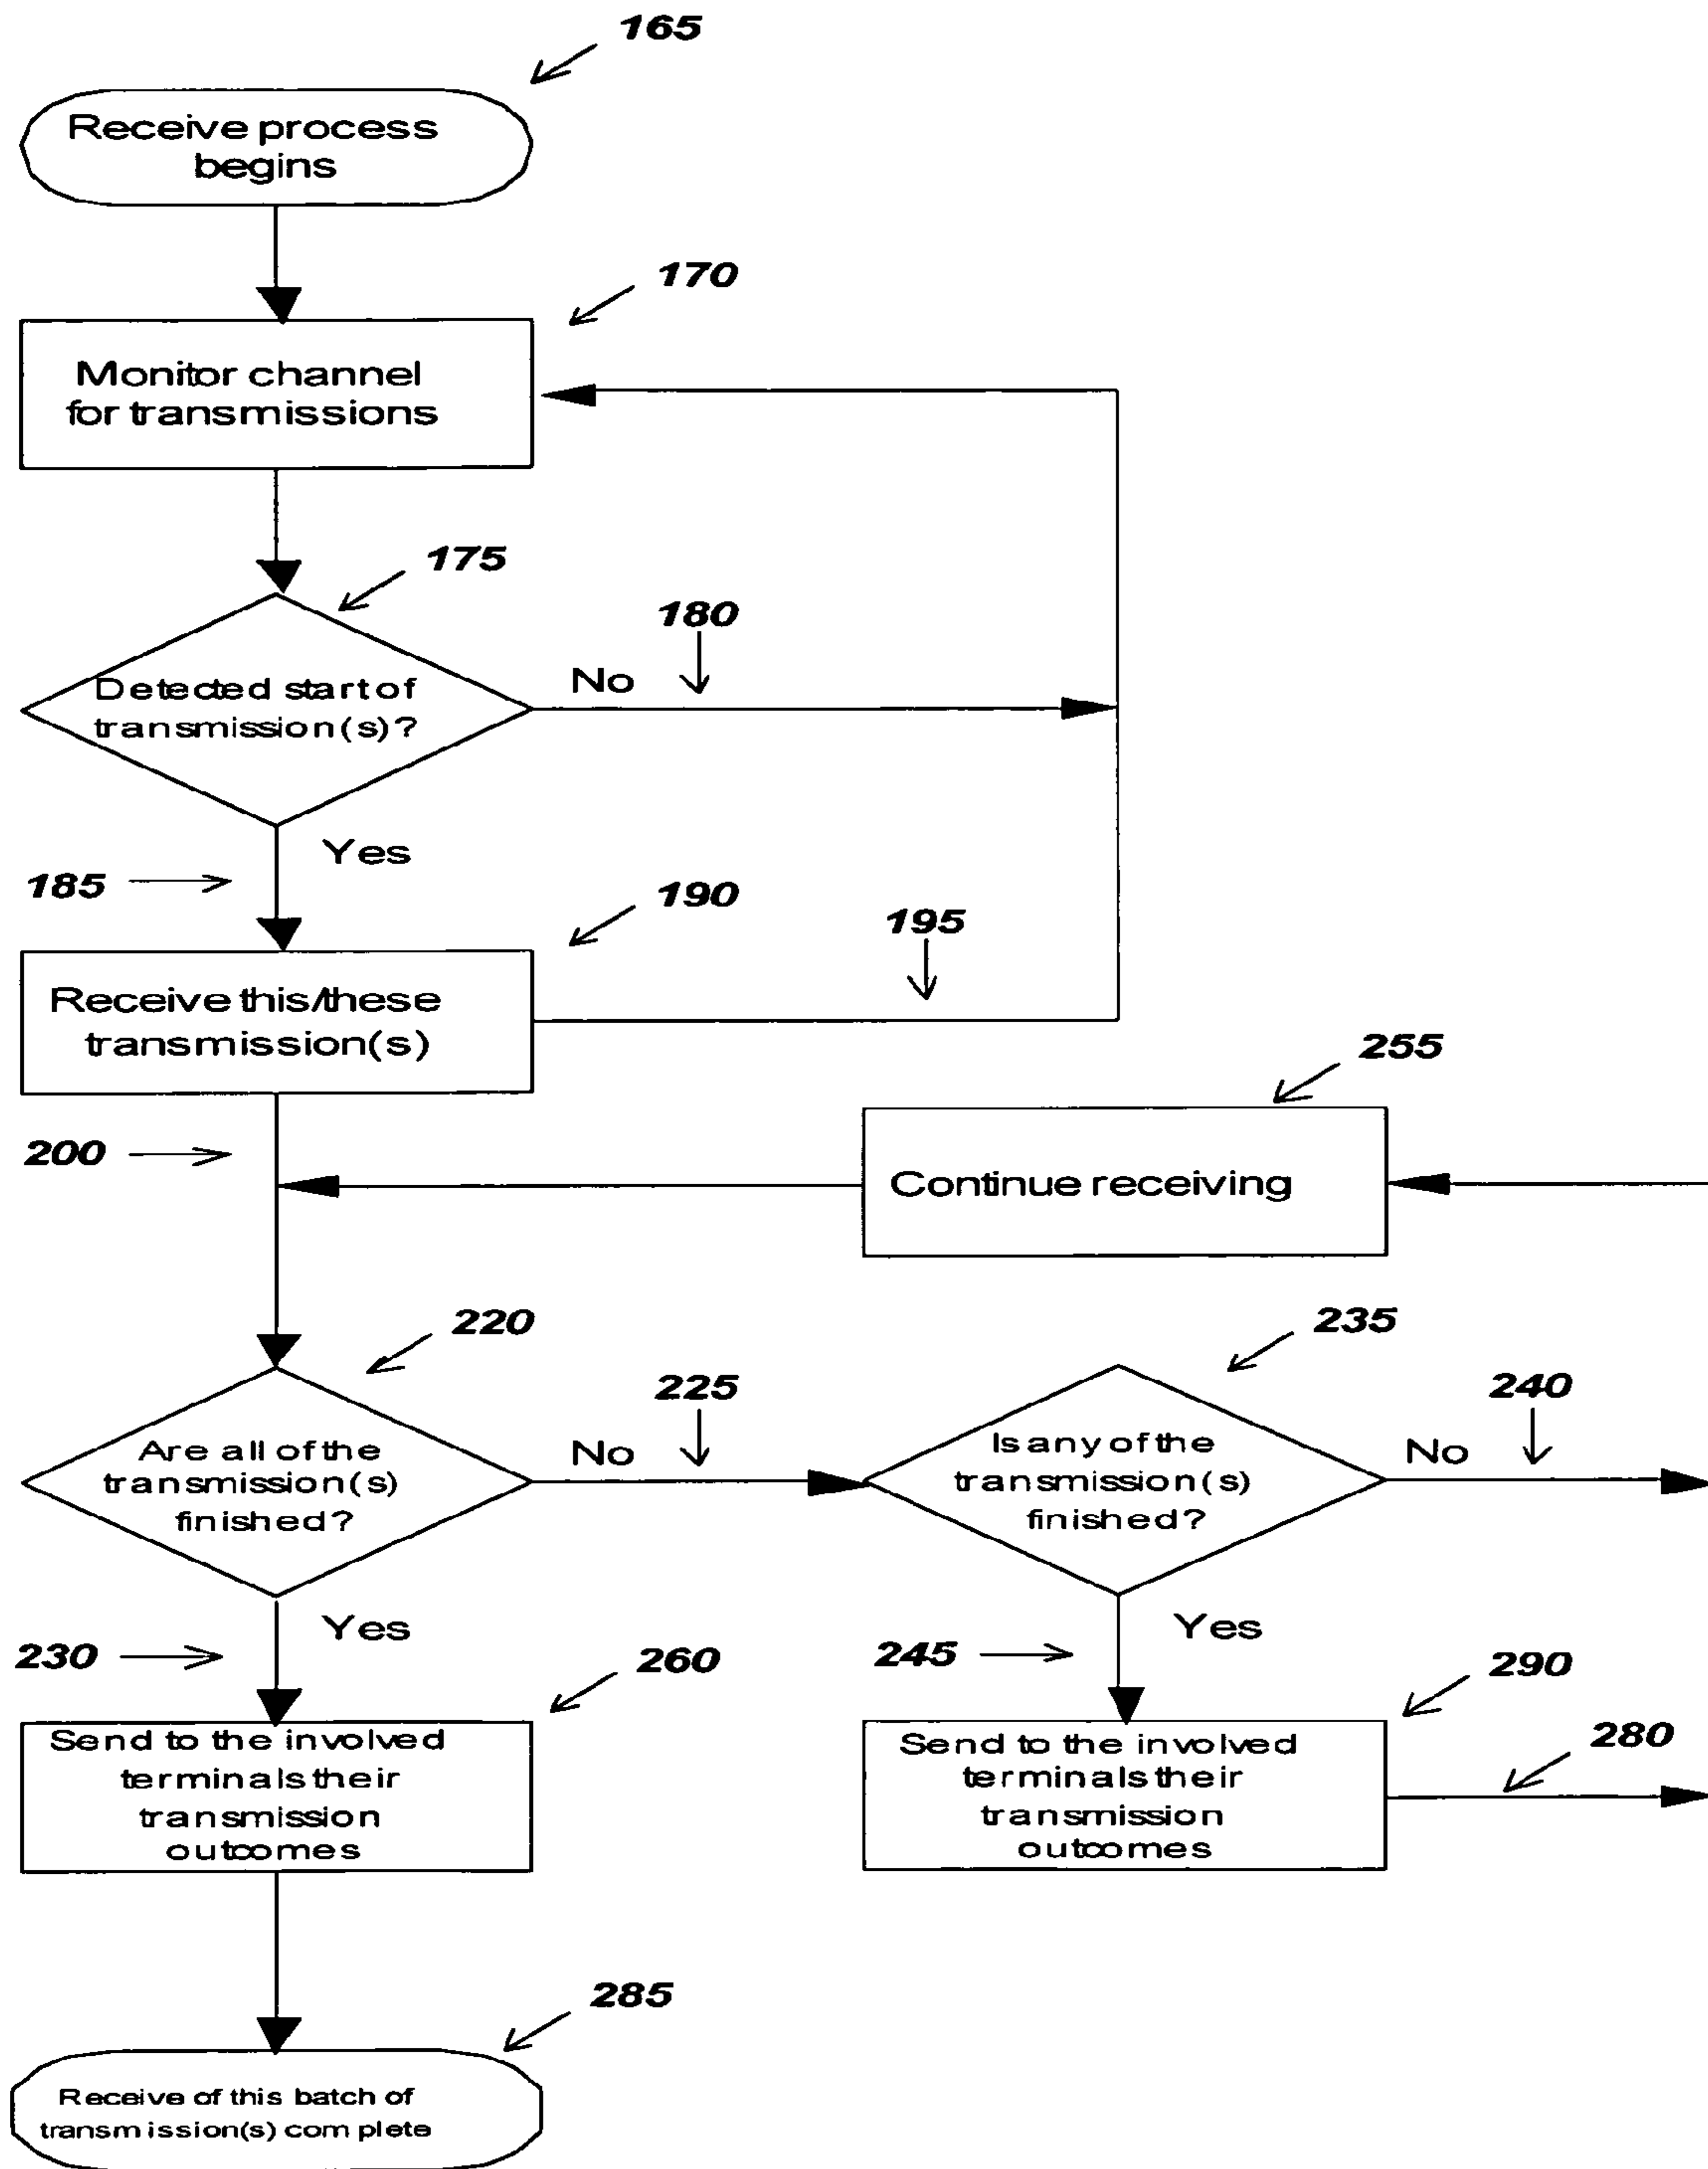 165
Receive process
begins
170
Monitor channel
for transmissions
175
180
Detected start of
transmission(s)?
No
Yes
185
190
195
Receive this/these
transmission(s)
255
200
Continue receiving
220
235
225
240
Are all of the
transmission(s)
finished?
No
Is any of the
transmission(s)
finished?
No
Yes
230
260
Yes
245
290
280
Send to the involved
terminals their
transmission
outcomes
Send to the involved
terminals their
transmission
outcomes
285
Receive of this batch of
transmission(s) complete